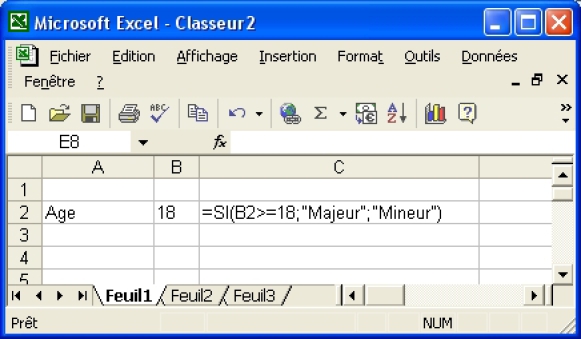 Microsoft Excel - Classeur2
Fichier Edition Affichage Insertion Format Outils Données
Fenêtre ?
ABC Σ € A Z ? »
E8 fx
A B C
1
2 Age 18 =SI(B2>=18;"Majeur";"Mineur")
3
4
5
Feuil1 Feuil2 Feuil3
Prêt NUM